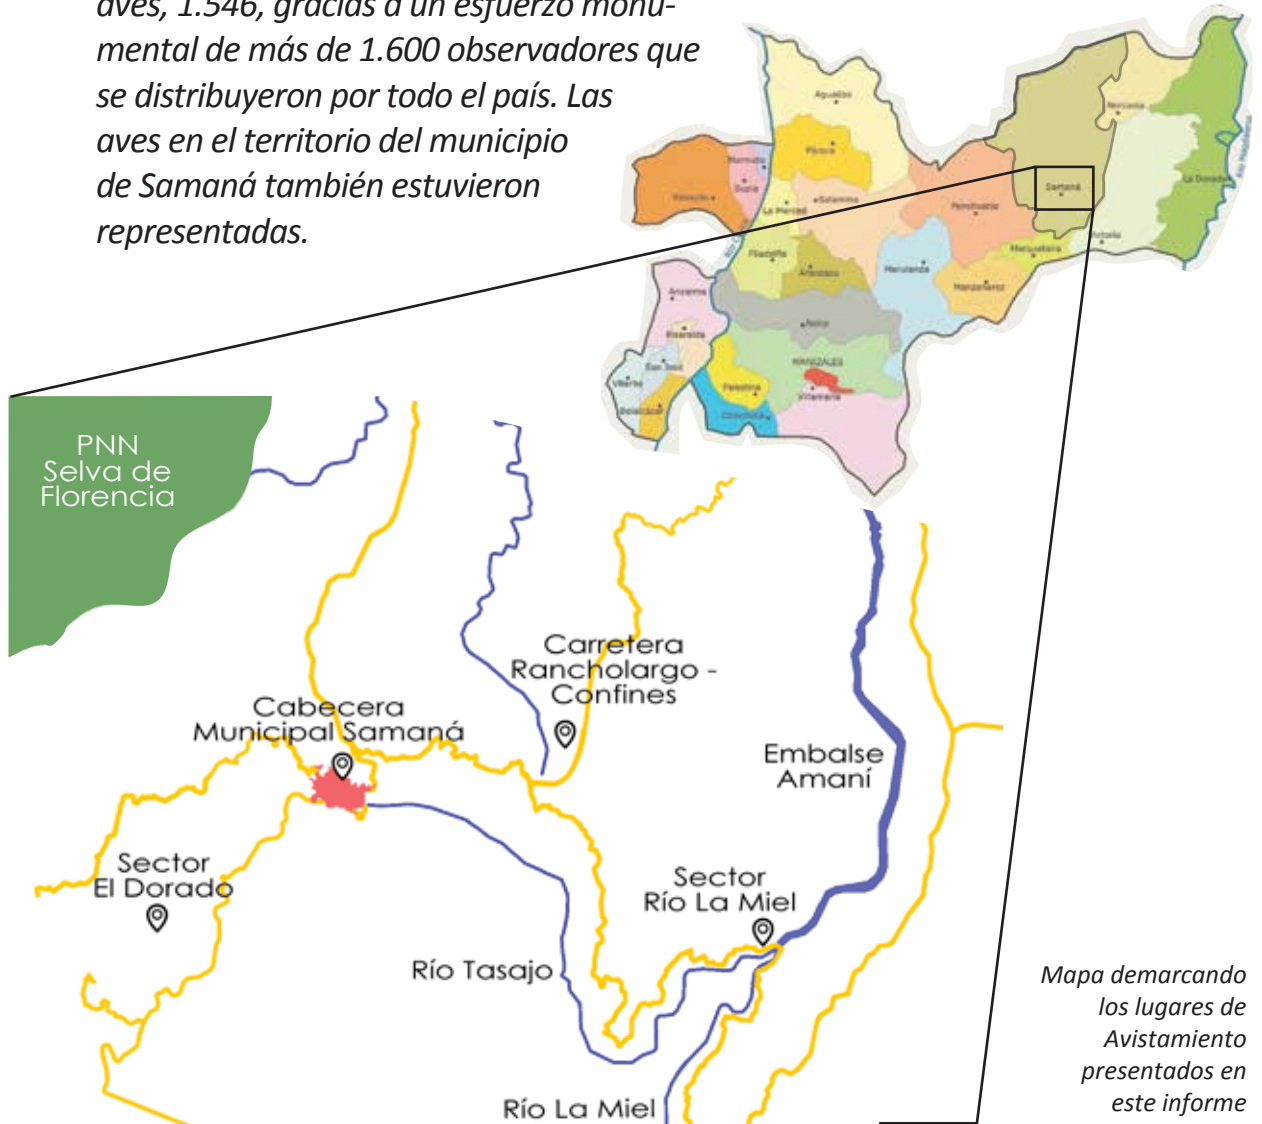 aves, 1.546, gracias a un esfuerzo monu-
mental de más de 1.600 observadores que
se distribuyeron por todo el país. Las
aves en el territorio del municipio
de Samaná también estuvieron
representadas.
Aguadas
Norcasia
Pácora
Marmato
Supía
Riosucio
La Merced
Salamina
Pensilvania
Samaná
La Dorada
Río Magdalena
Victoria
Marquetalia
Filadelfia
Aranzazu
Marulanda
Manzanares
Anserma
Neira
Risaralda
San José
MANIZALES
Viterbo
Palestina
Villamaría
Belalcázar
Chinchiná
PNN
Selva de
Florencia
Carretera
Rancholargo -
Confines
Cabecera
Municipal Samaná
Embalse
Amaní
Sector
El Dorado
Sector
Río La Miel
Río Tasajo
Río La Miel
Mapa demarcando
los lugares de
Avistamiento
presentados en
este informe